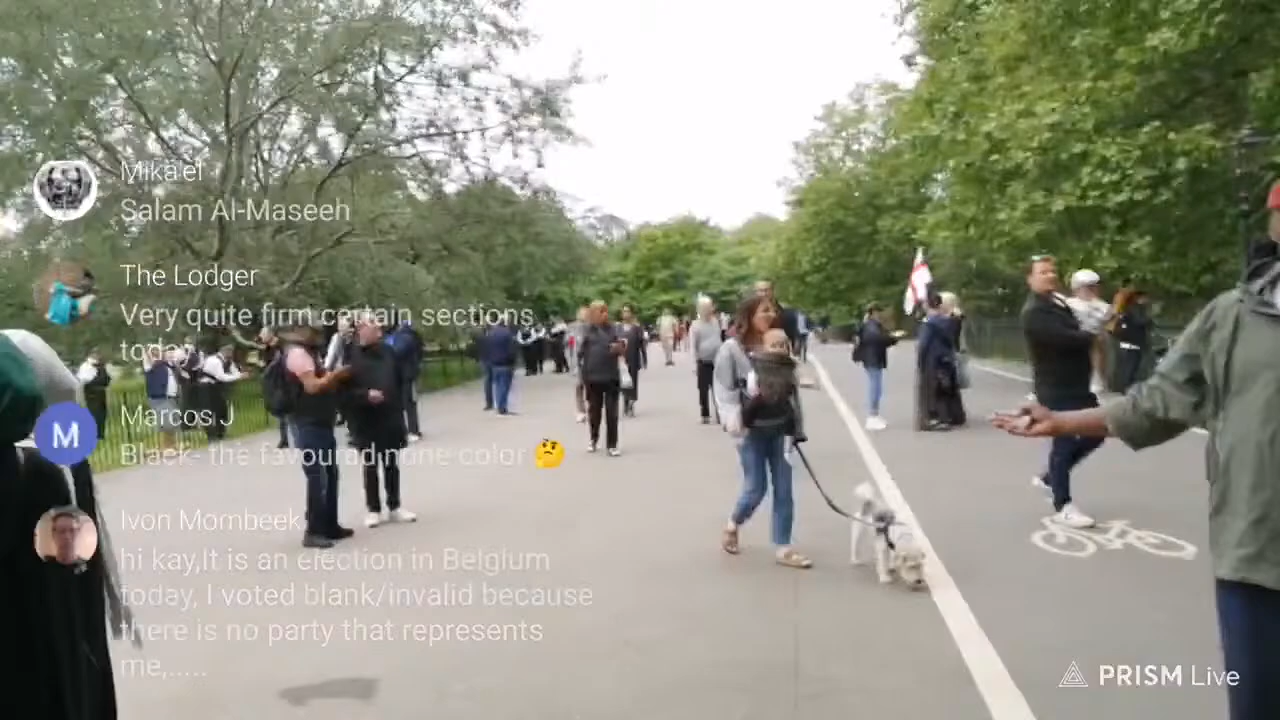 Mika'el
Salam Al-Maseeh
The Lodger
Very quite firm certain sections
today
Marcos J
Black- the favoured none color 🤔
Ivon Mombeek
hi kay,It is an election in Belgium
today, I voted blank/invalid because
there is no party that represents
me,.....
PRISM Live